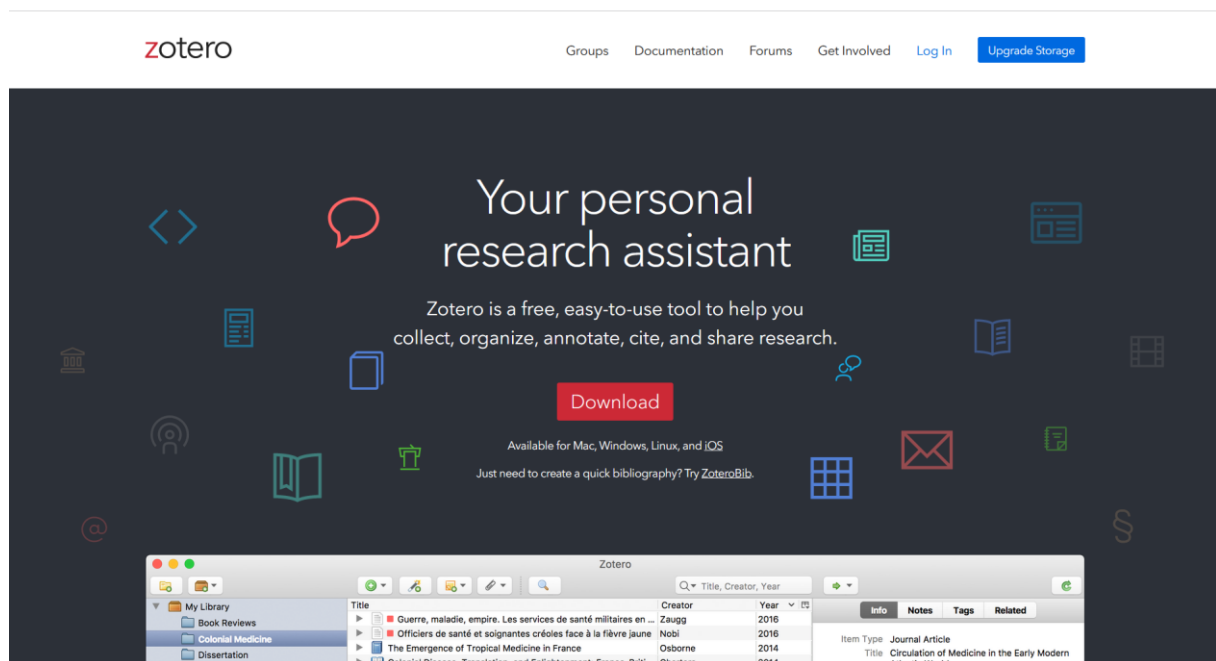 zotero
Groups Documentation Forums Get Involved Log In Upgrade Storage
Your personal
research assistant
Zotero is a free, easy-to-use tool to help you
collect, organize, annotate, cite, and share research.
Download
Available for Mac, Windows, Linux, and iOS
Just need to create a quick bibliography? Try ZoteroBib.
Zotero
Title, Creator, Year
My Library
Book Reviews
Colonial Medicine
Dissertation
Title Creator Year
Guerre, maladie, empire. Les services de santé militaires en ... Zaugg 2016
Officiers de santé et soignantes créoles face à la fièvre jaune Nobi 2016
The Emergence of Tropical Medicine in France Osborne 2014
Info Notes Tags Related
Item Type Journal Article
Title Circulation of Medicine in the Early Modern